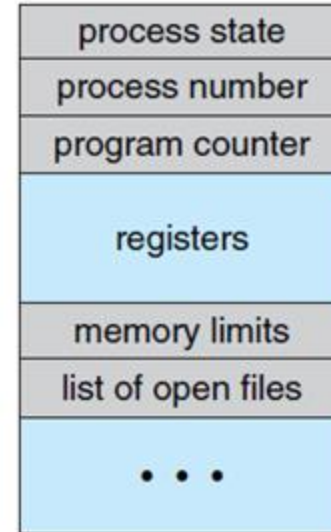 process state
process number
program counter
registers
memory limits
list of open files
• • •